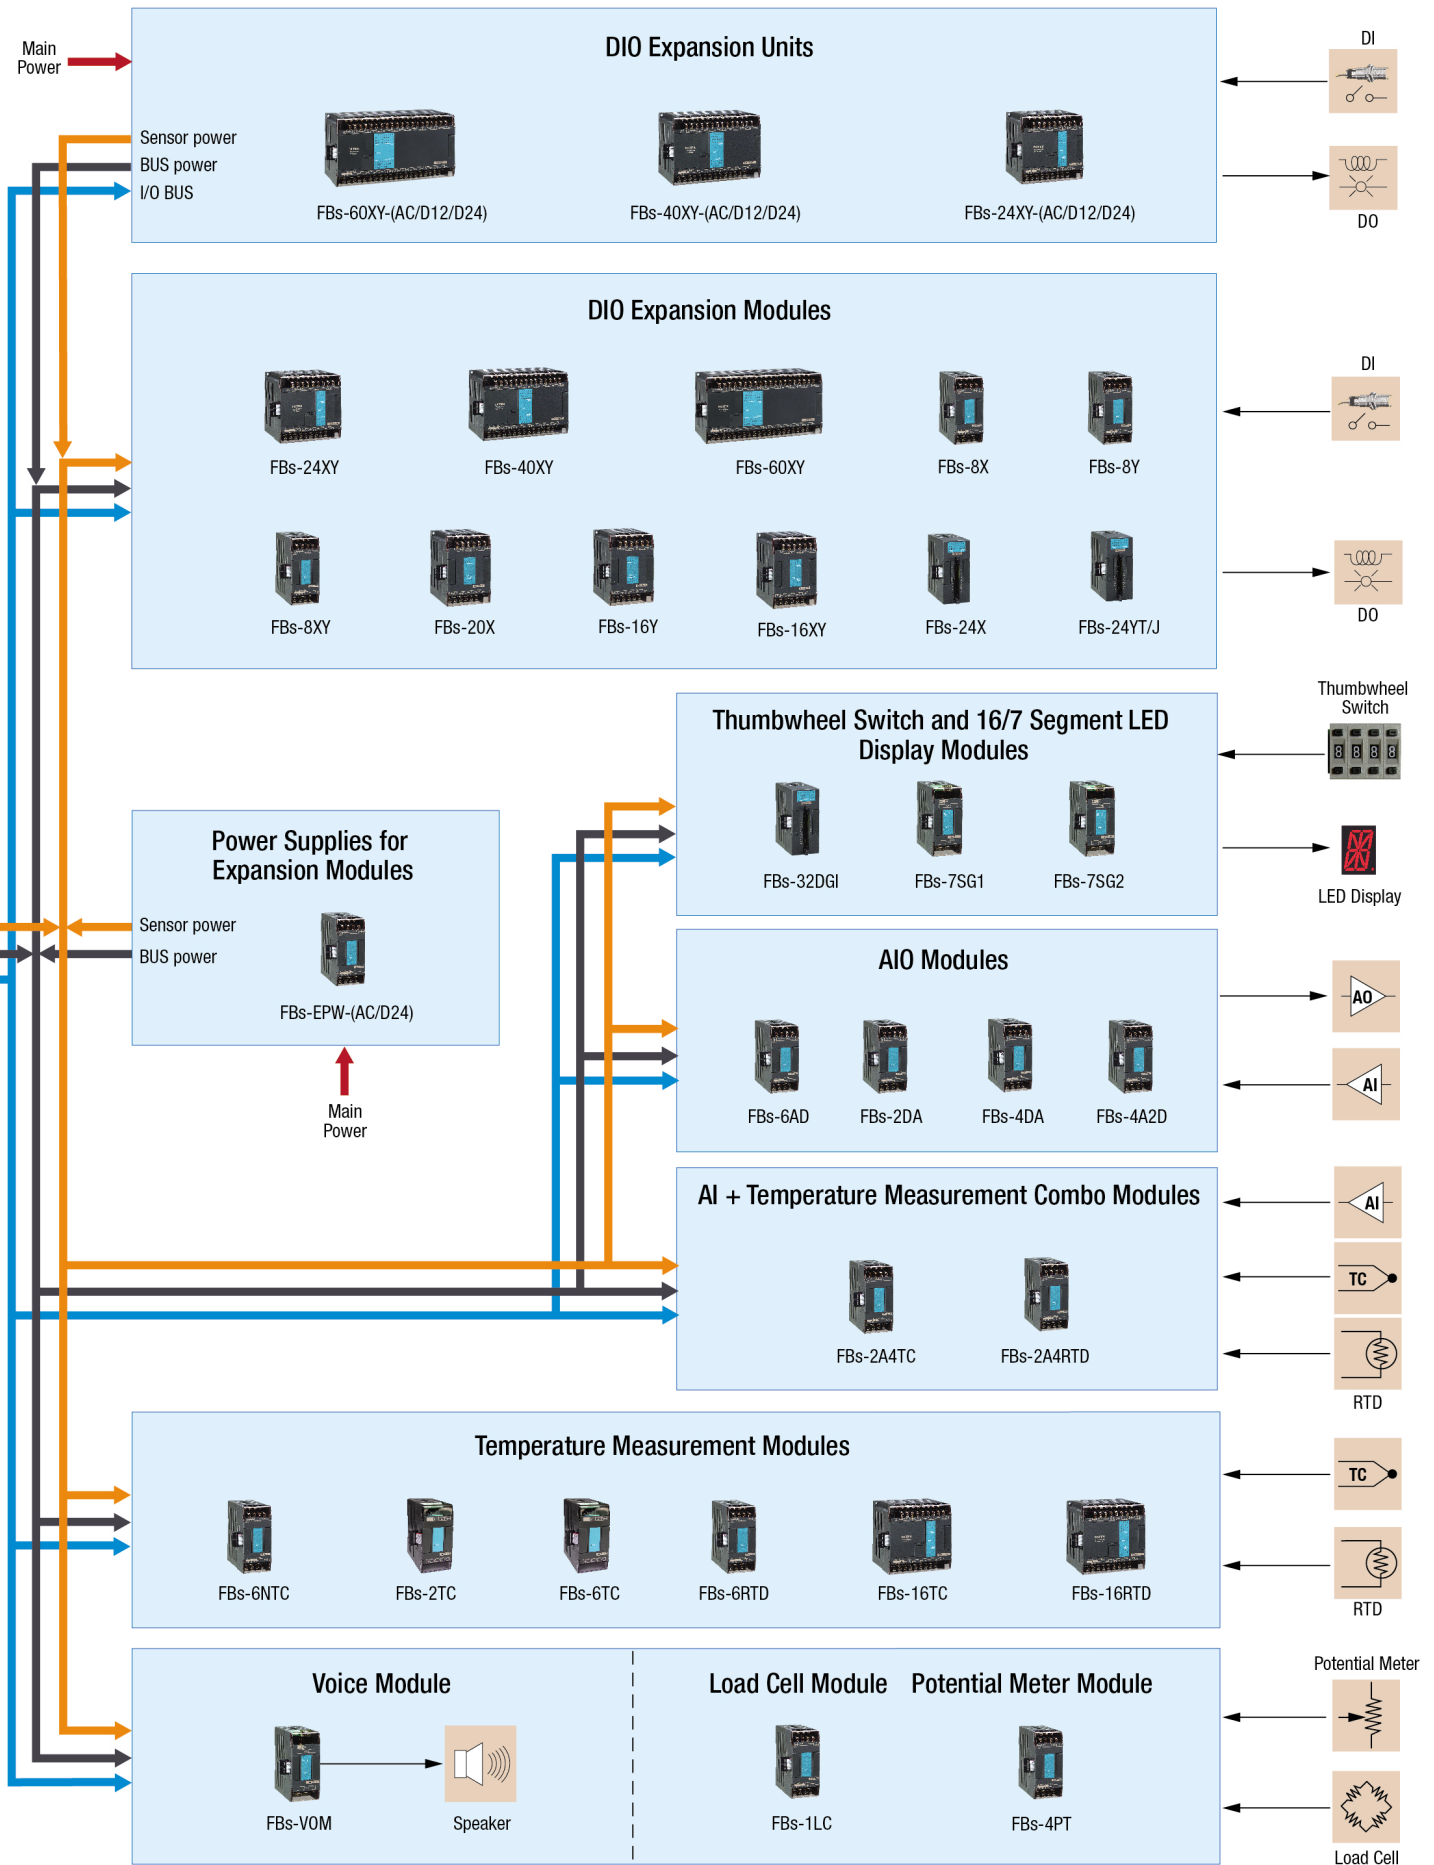 DIO Expansion Units
Main
Power
Sensor power
BUS power
I/O BUS
FBs-60XY-(AC/D12/D24)
FBs-40XY-(AC/D12/D24)
FBs-24XY-(AC/D12/D24)
DI
DO
DIO Expansion Modules
FBs-24XY
FBs-40XY
FBs-60XY
FBs-8X
FBs-8Y
FBs-8XY
FBs-20X
FBs-16Y
FBs-16XY
FBs-24X
FBs-24YT/J
DI
DO
Thumbwheel Switch and 16/7 Segment LED
Display Modules
FBs-32DGI
FBs-7SG1
FBs-7SG2
Thumbwheel
Switch
8 8 8 8
LED Display
Power Supplies for
Expansion Modules
Sensor power
BUS power
FBs-EPW-(AC/D24)
Main
Power
AIO Modules
FBs-6AD
FBs-2DA
FBs-4DA
FBs-4A2D
AO
AI
AI + Temperature Measurement Combo Modules
FBs-2A4TC
FBs-2A4RTD
AI
TC
RTD
Temperature Measurement Modules
FBs-6NTC
FBs-2TC
FBs-6TC
FBs-6RTD
FBs-16TC
FBs-16RTD
TC
RTD
Voice Module
FBs-VOM
Speaker
Load Cell Module
Potential Meter Module
FBs-1LC
FBs-4PT
Potential Meter
Load Cell